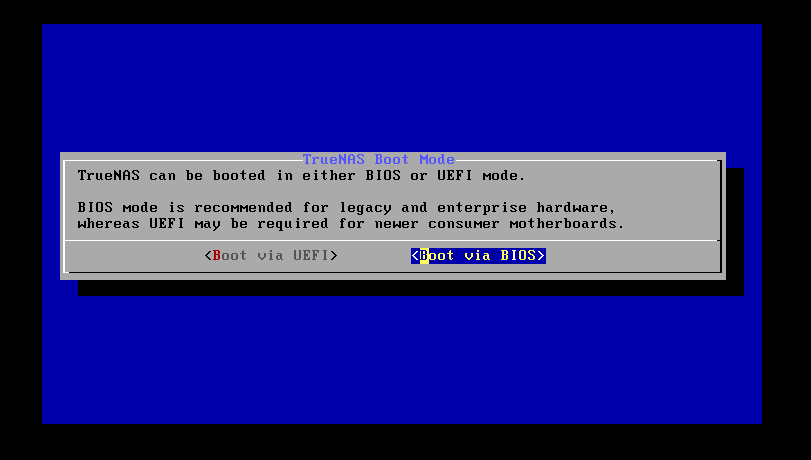 TrueNAS Boot Mode
TrueNAS can be booted in either BIOS or UEFI mode.
BIOS mode is recommended for legacy and enterprise hardware,
whereas UEFI may be required for newer consumer motherboards.
<Boot via UEFI> <Boot via BIOS>